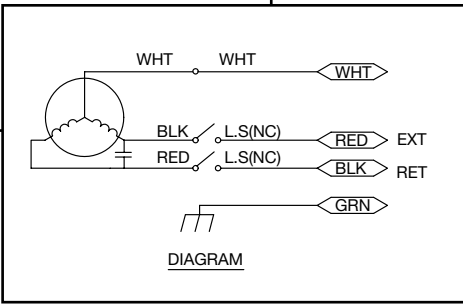 WHT WHT WHT
BLK L.S(NC) RED EXT
RED L.S(NC) BLK RET
GRN
DIAGRAM